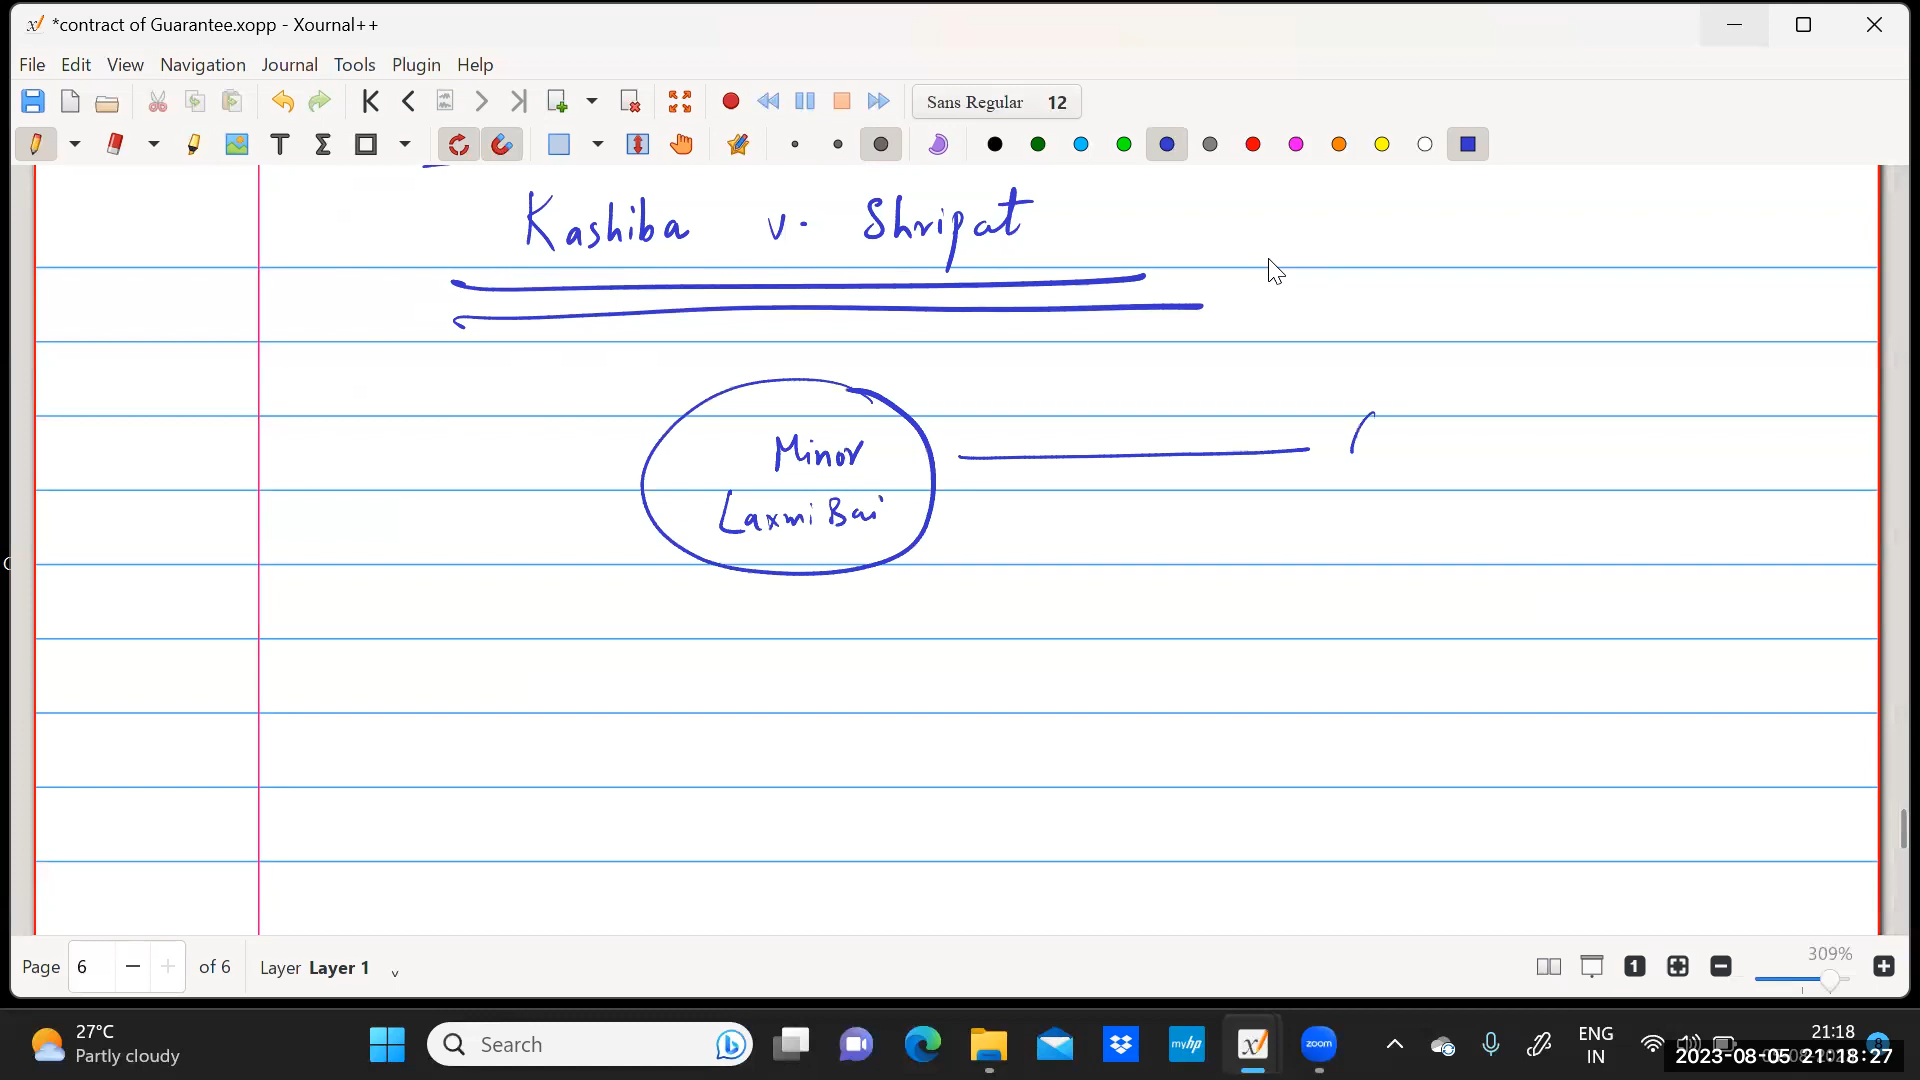 *contract of Guarantee.xopp - Xournal++
File Edit View Navigation Journal Tools Plugin Help
Sans Regular 12
Kashiba v. Shripat
Minor
Laxmi Bai
Page 6 of 6 Layer Layer 1
309%
27°C
Partly cloudy
Search
myhp
zoom
ENG
IN
21:18
2023-08-05 21:18:27